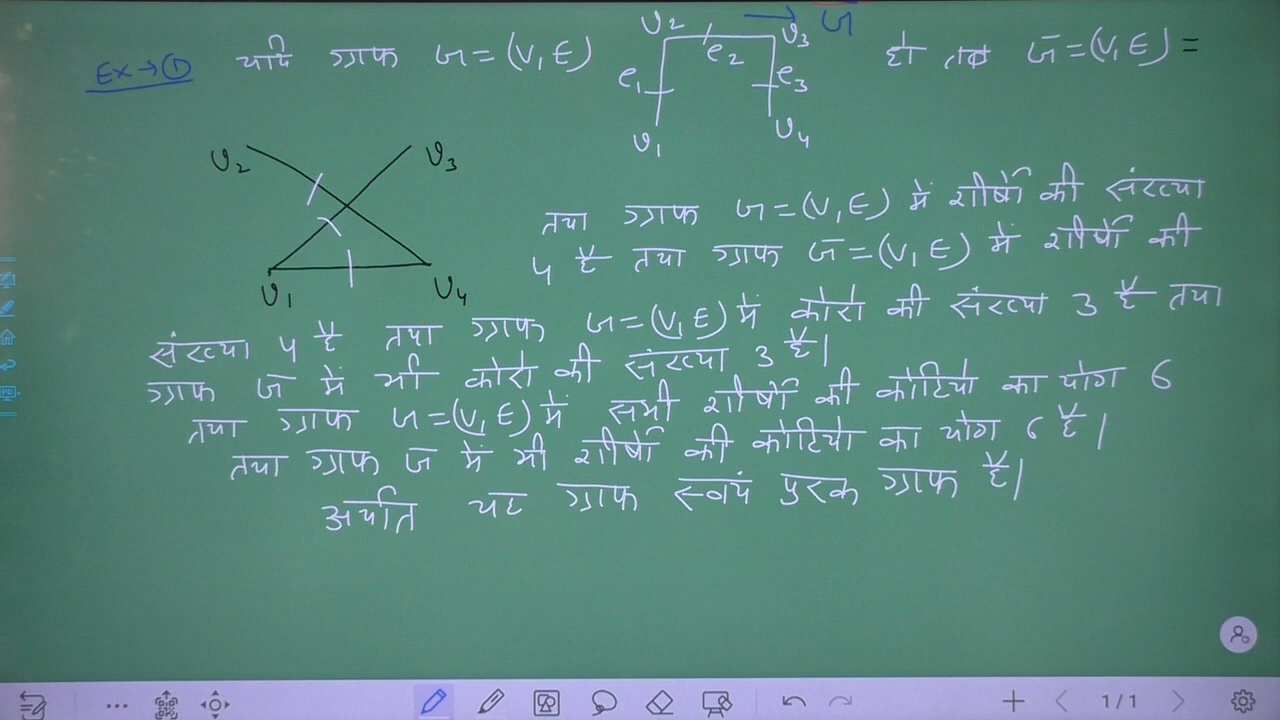 Ex→① यदि ग्राफ G=(V,E) हो तब G̅=(V,E) =
v2 → G̅
v3
e1 e2 e3
v1 v4
v2 v3
v1 v4
तथा ग्राफ G=(V,E) में शीर्षों की संख्या
4 है तथा ग्राफ G̅=(V,E) में शीर्षों की
संख्या 4 है तथा ग्राफ G=(V,E) में कोरो की संख्या 3 है तथा
ग्राफ G̅ में भी कोरो की संख्या 3 है।
तथा ग्राफ G=(V,E) में सभी शीर्षों की कोटियो का योग 6
तथा ग्राफ G̅ में भी शीर्षों की कोटियो का योग 6 है।
अर्थात यह ग्राफ स्वयं पुरक ग्राफ है।
1/1